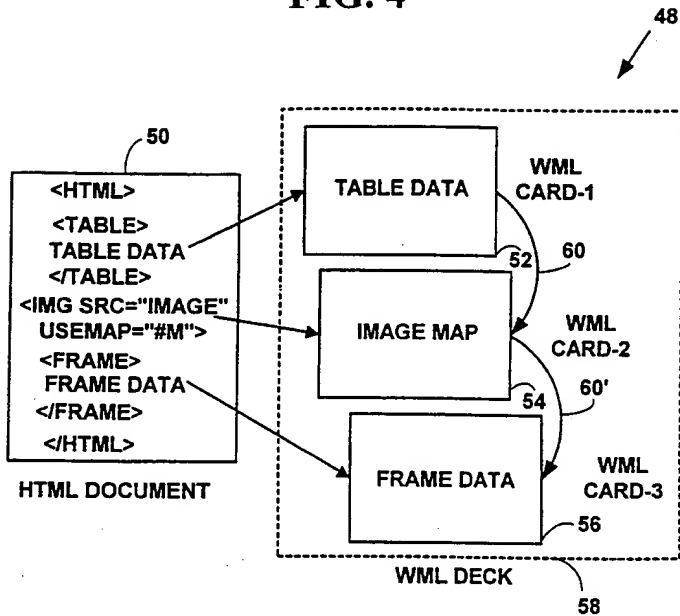 FIG. 4
48
50
<HTML>
<TABLE>
TABLE DATA
</TABLE>
<IMG SRC="IMAGE"
USEMAP="#M">
<FRAME>
FRAME DATA
</FRAME>
</HTML>
HTML DOCUMENT
TABLE DATA
WML
CARD-1
52
60
IMAGE MAP
WML
CARD-2
54
60'
FRAME DATA
WML
CARD-3
56
WML DECK
58